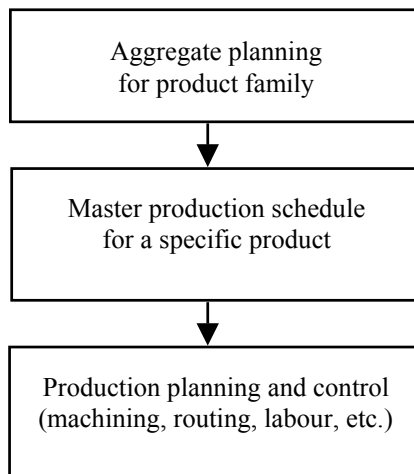 Aggregate planning
for product family
Master production schedule
for a specific product
Production planning and control
(machining, routing, labour, etc.)